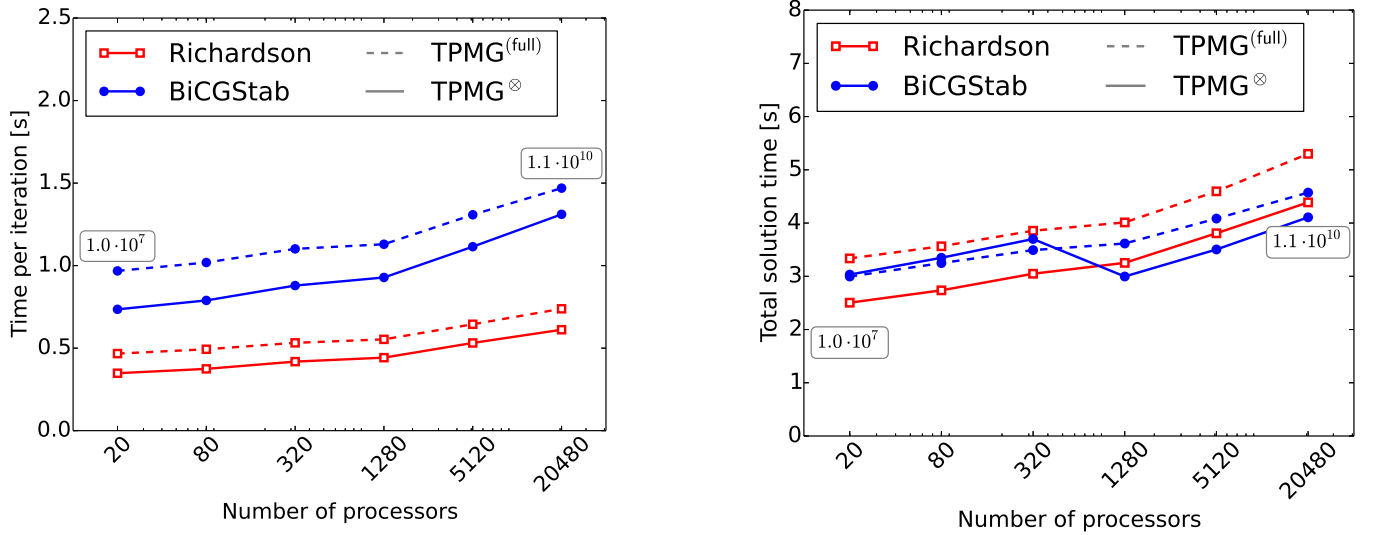 2.5
2.0
1.5
1.0
0.5
0.0
Time per iteration [s]
Richardson
BiCGStab
TPMG^(full)
TPMG^⊗
1.0 · 10^7
1.1 · 10^10
20
80
320
1280
5120
20480
Number of processors
8
7
6
5
4
3
2
1
0
Total solution time [s]
Richardson
BiCGStab
TPMG^(full)
TPMG^⊗
1.0 · 10^7
1.1 · 10^10
20
80
320
1280
5120
20480
Number of processors